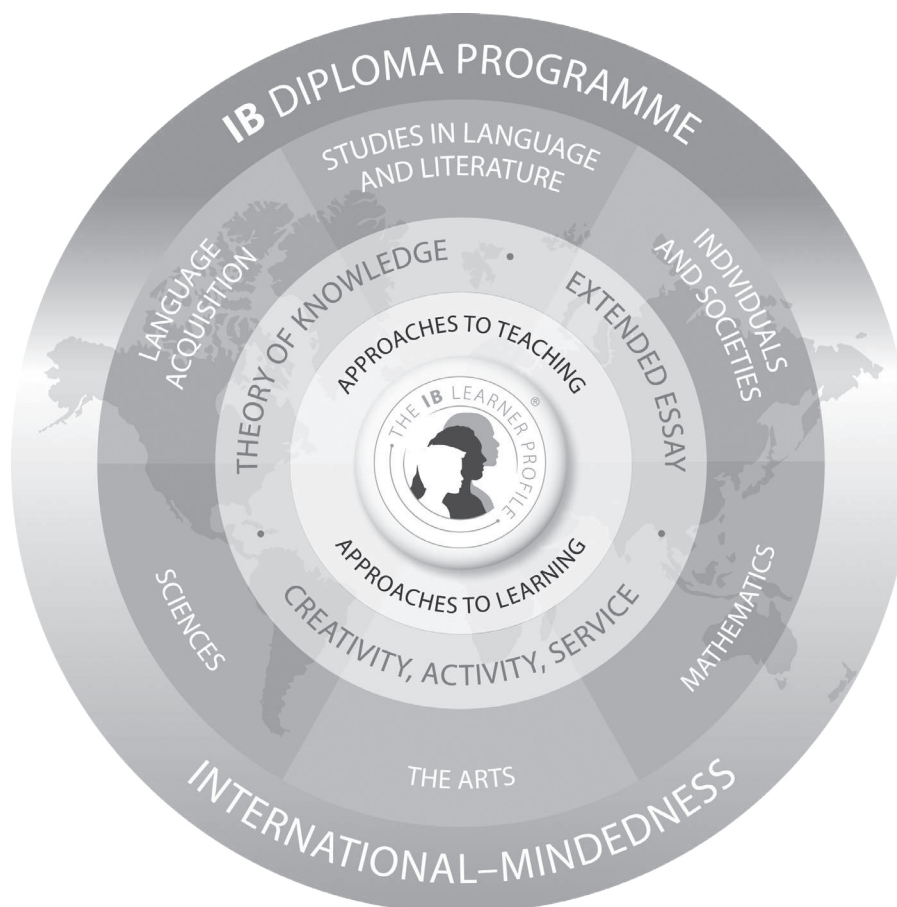 IB DIPLOMA PROGRAMME
STUDIES IN LANGUAGE
AND LITERATURE
LANGUAGE
ACQUISITION
INDIVIDUALS
AND SOCIETIES
THEORY OF KNOWLEDGE
EXTENDED ESSAY
APPROACHES TO TEACHING
THE IB LEARNER PROFILE
®
APPROACHES TO LEARNING
CREATIVITY, ACTIVITY, SERVICE
SCIENCES
MATHEMATICS
THE ARTS
INTERNATIONAL–MINDEDNESS